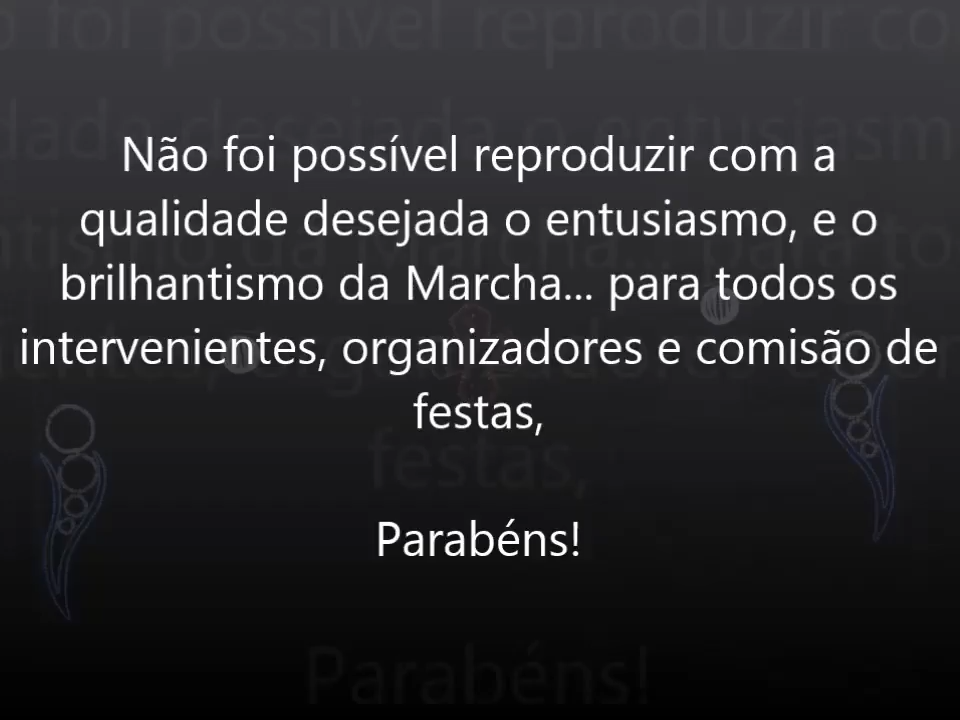 Não foi possível reproduzir com a
qualidade desejada o entusiasmo, e o
brilhantismo da Marcha... para todos os
intervenientes, organizadores e comisão de
festas,
Parabéns!